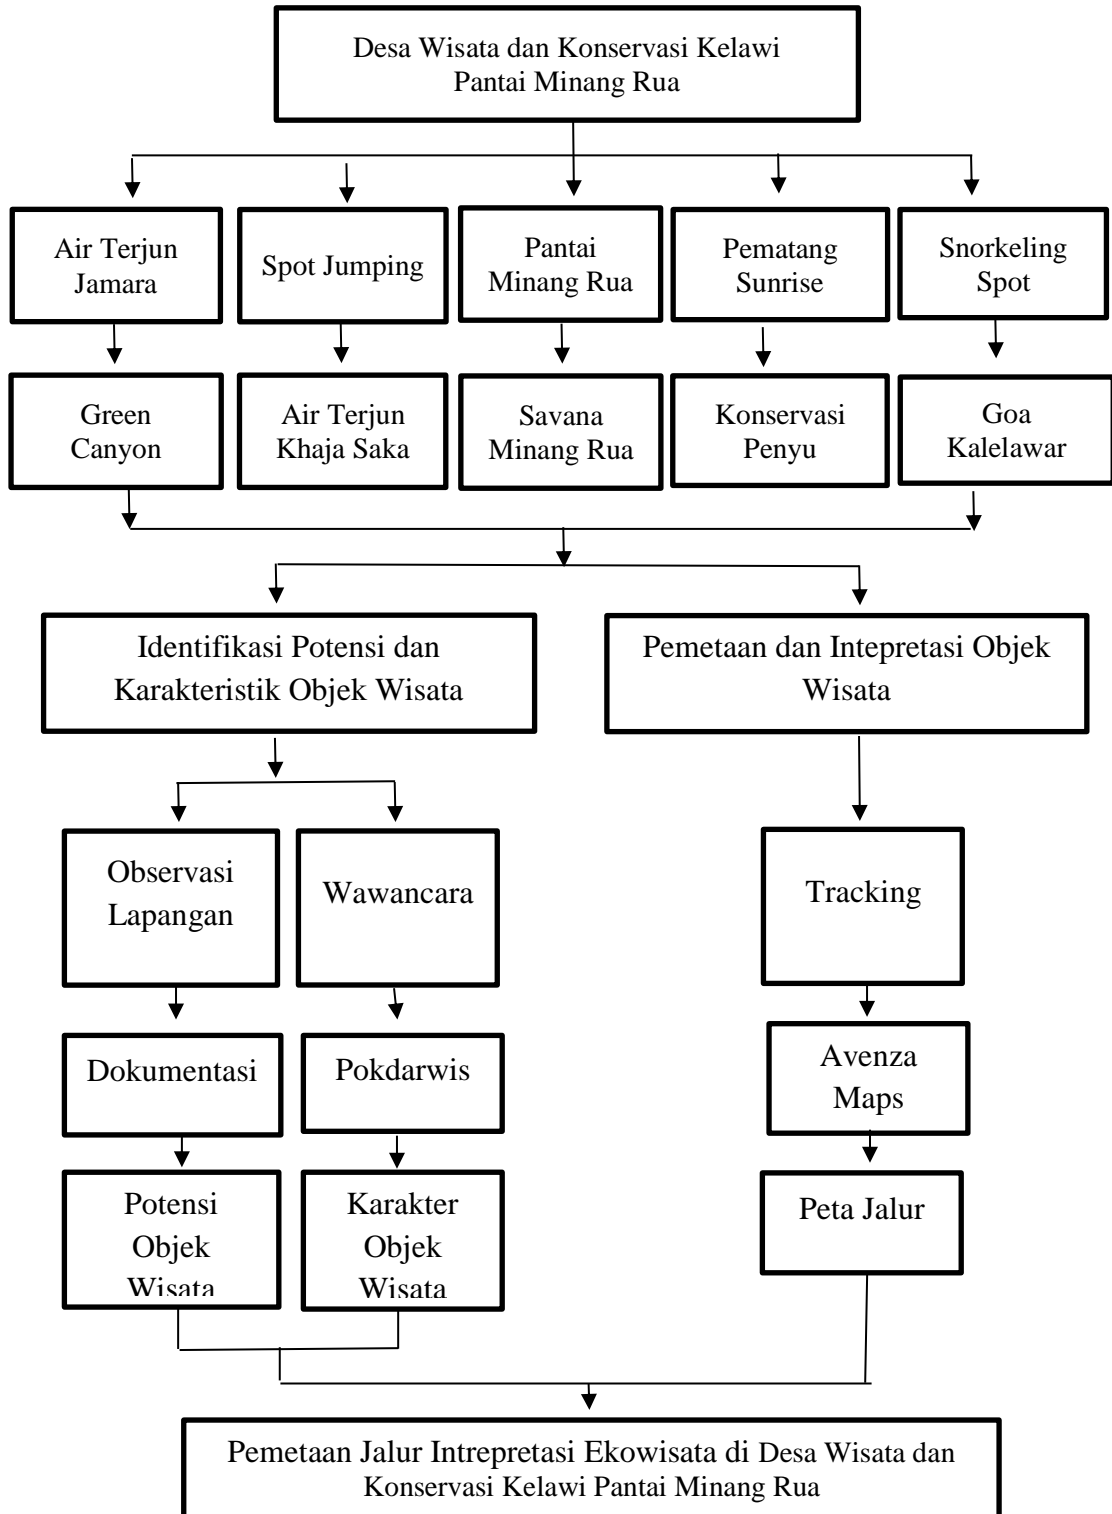 Desa Wisata dan Konservasi Kelawi
Pantai Minang Rua
Air Terjun
Jamara
Spot Jumping
Pantai
Minang Rua
Pematang
Sunrise
Snorkeling
Spot
Green
Canyon
Air Terjun
Khaja Saka
Savana
Minang Rua
Konservasi
Penyu
Goa
Kalelawar
Identifikasi Potensi dan
Karakteristik Objek Wisata
Pemetaan dan Intepretasi Objek
Wisata
Observasi
Lapangan
Wawancara
Tracking
Dokumentasi
Pokdarwis
Avenza
Maps
Potensi
Objek
Wisata
Karakter
Objek
Wisata
Peta Jalur
Pemetaan Jalur Intrepretasi Ekowisata di Desa Wisata dan
Konservasi Kelawi Pantai Minang Rua